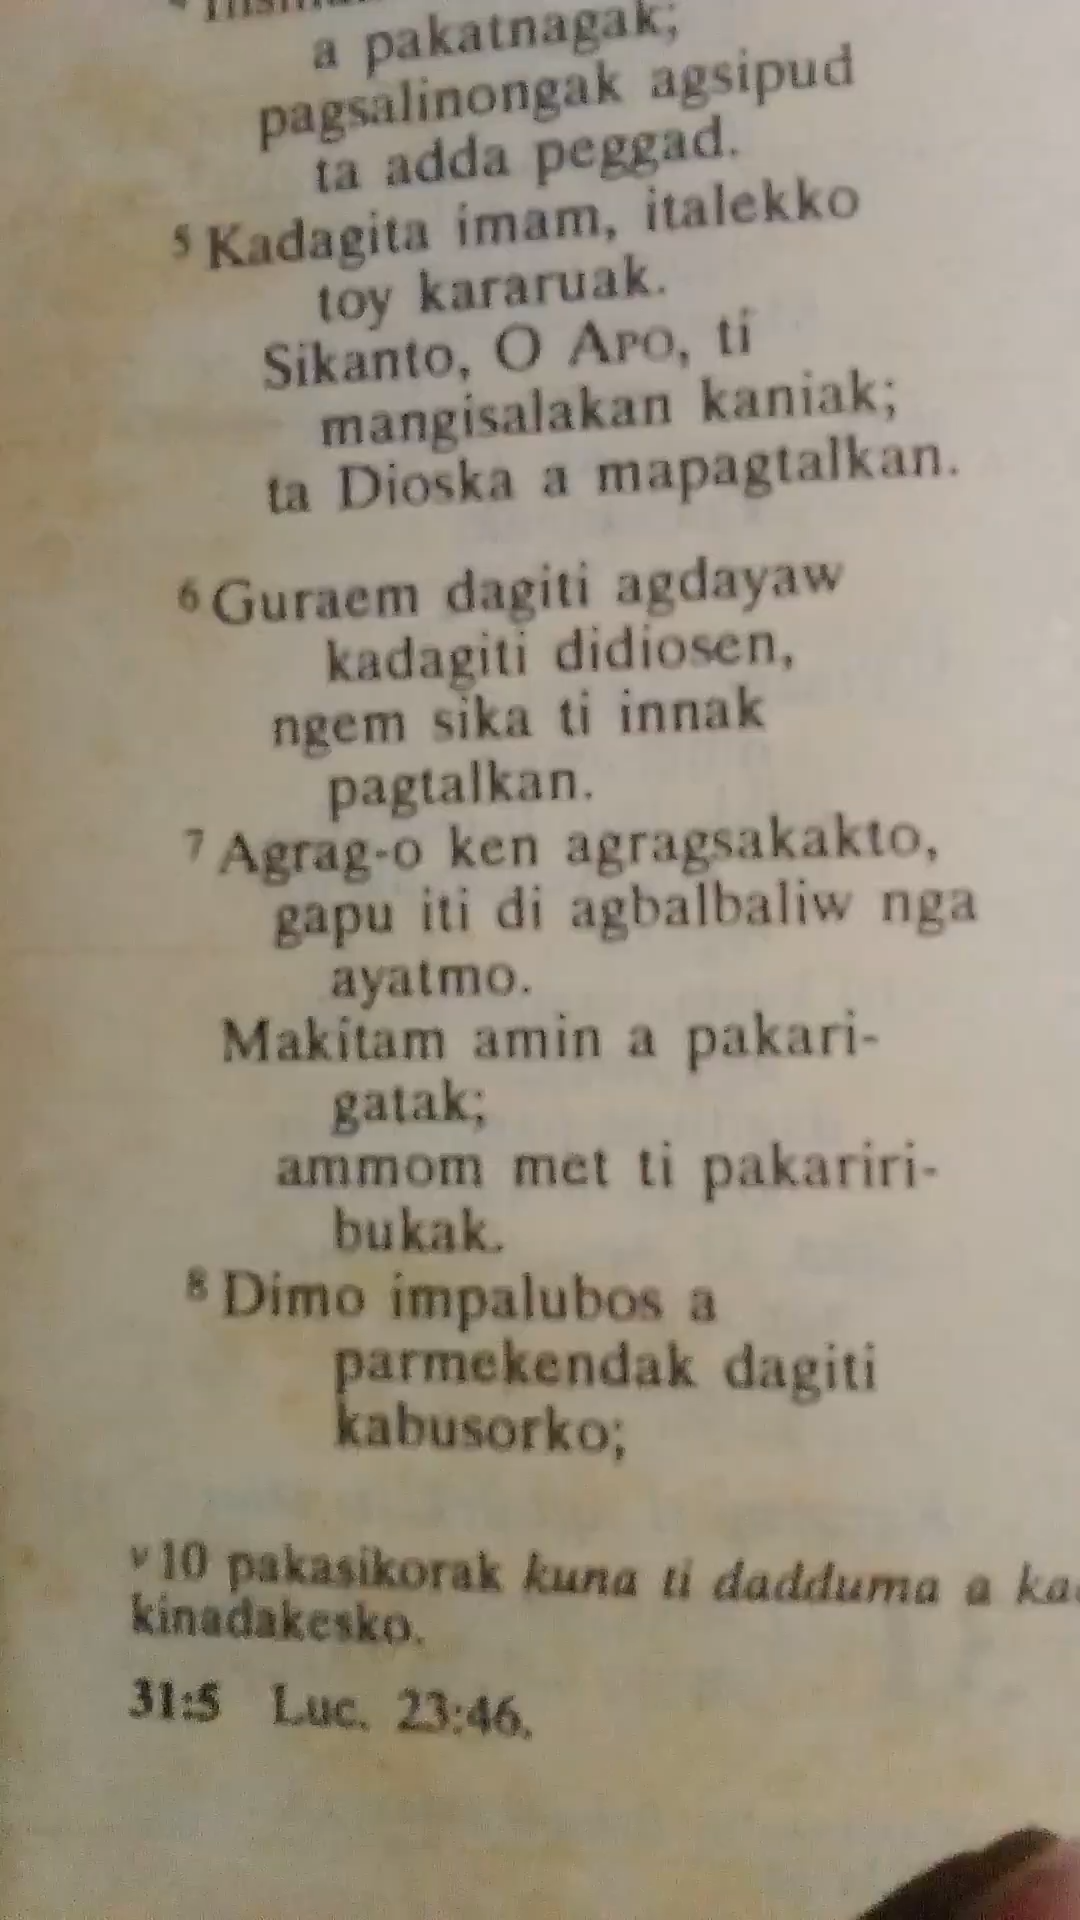 a pakatnagak;
pagsalinongak agsipud
ta adda peggad.
5 Kadagita imam, italekko
toy kararuak.
Sikanto, O APO, ti
mangisalakan kaniak;
ta Dioska a mapagtalkan.
6 Guraem dagiti agdayaw
kadagiti didiosen,
ngem sika ti innak
pagtalkan.
7 Agrag-o ken agragsakakto,
gapu iti di agbalbaliw nga
ayatmo.
Makitam amin a pakari-
gatak;
ammom met ti pakariri-
bukak.
8 Dimo impalubos a
parmekendak dagiti
kabusorko;
v 10 pakasikorak kuna ti dadduma a
kinadakesko.
31:5 Luc. 23:46.